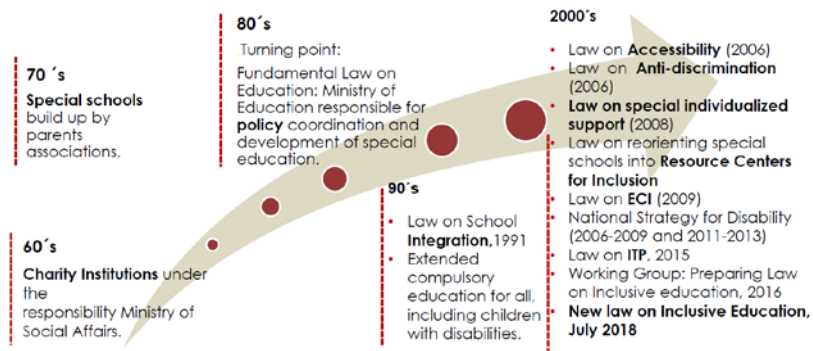 60´s
Charity Institutions under
the
responsibility Ministry of
Social Affairs.
70 ´s
Special schools
build up by
parents
associations.
80´s
Turning point:
Fundamental Law on
Education: Ministry of
Education responsible for
policy coordination and
development of special
education.
90´s
• Law on School
Integration,1991
• Extended
compulsory
education for all,
including children
with disabilities.
2000´s
• Law on Accessibility (2006)
• Law on Anti-discrimination
(2006)
• Law on special individualized
support (2008)
• Law on reorienting special
schools into Resource Centers
for Inclusion
• Law on ECI (2009)
• National Strategy for Disability
(2006-2009 and 2011-2013)
• Law on ITP, 2015
• Working Group: Preparing Law
on Inclusive education, 2016
• New law on Inclusive Education,
July 2018